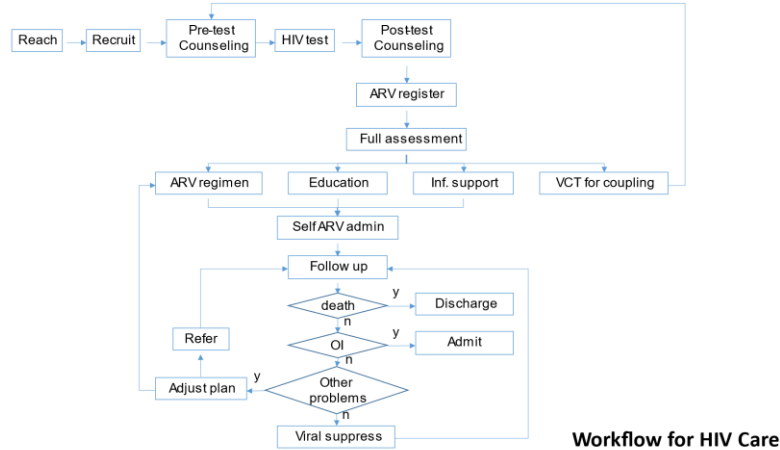 Reach
Recruit
Pre-test
Counseling
HIV test
Post-test
Counseling
ARV register
Full assessment
ARV regimen
Education
Inf. support
VCT for coupling
Self ARV admin
Follow up
death
y
Discharge
n
Refer
OI
y
Admit
n
Adjust plan
y
Other
problems
n
Viral suppress
Workflow for HIV Care